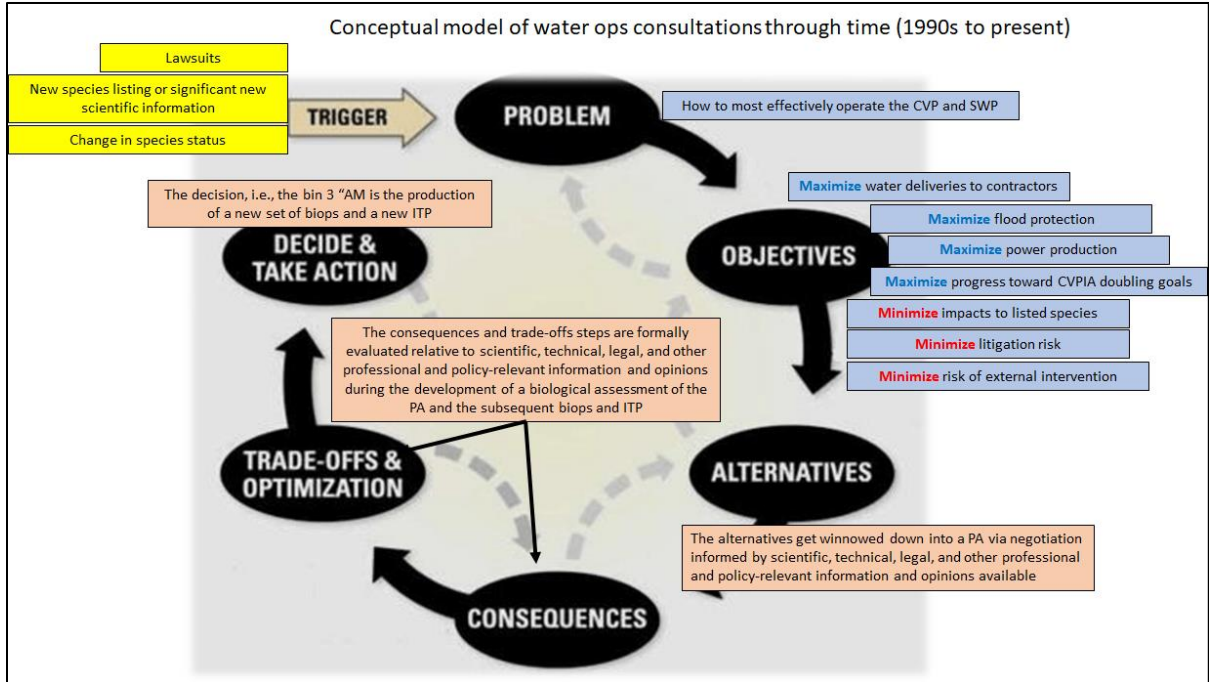 Conceptual model of water ops consultations through time (1990s to present)
Lawsuits
New species listing or significant new
scientific information
Change in species status
TRIGGER
PROBLEM
How to most effectively operate the CVP and SWP
OBJECTIVES
Maximize water deliveries to contractors
Maximize flood protection
Maximize power production
Maximize progress toward CVPIA doubling goals
Minimize impacts to listed species
Minimize litigation risk
Minimize risk of external intervention
ALTERNATIVES
The alternatives get winnowed down into a PA via negotiation
informed by scientific, technical, legal, and other professional
and policy-relevant information and opinions available
CONSEQUENCES
TRADE-OFFS &
OPTIMIZATION
The consequences and trade-offs steps are formally
evaluated relative to scientific, technical, legal, and other
professional and policy-relevant information and opinions
during the development of a biological assessment of the
PA and the subsequent biops and ITP
The decision, i.e., the bin 3 “AM is the production
of a new set of biops and a new ITP
DECIDE &
TAKE ACTION